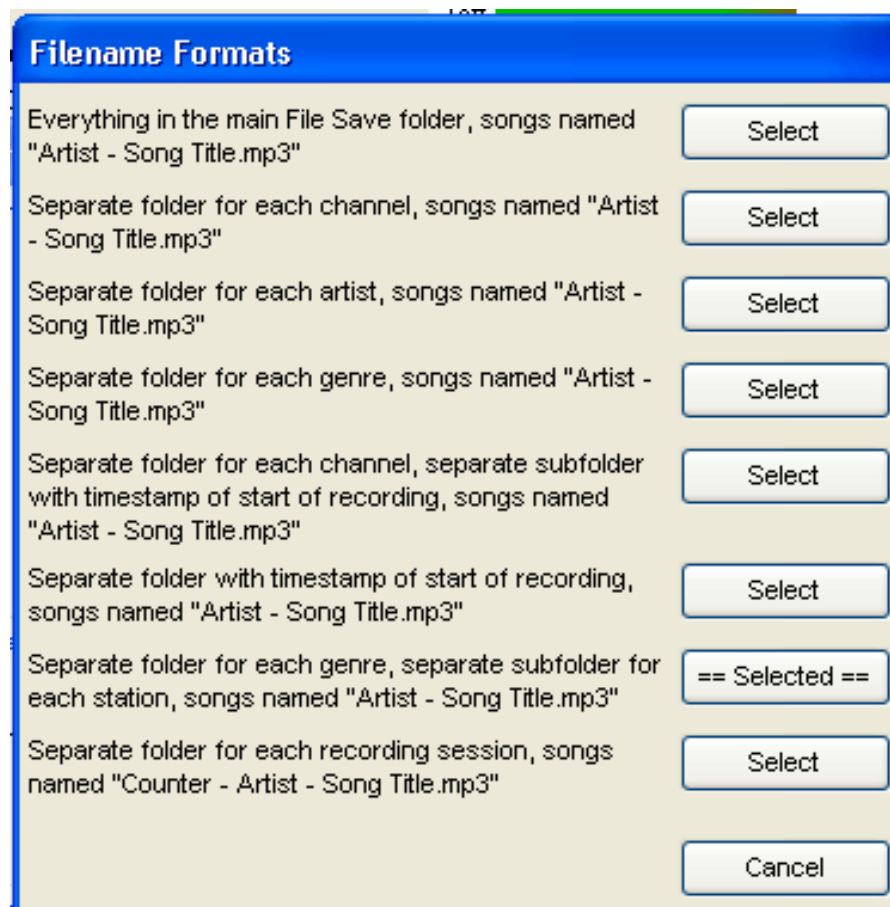 Filename Formats
Everything in the main File Save folder, songs named
"Artist - Song Title.mp3"
Select
Separate folder for each channel, songs named "Artist
- Song Title.mp3"
Select
Separate folder for each artist, songs named "Artist -
Song Title.mp3"
Select
Separate folder for each genre, songs named "Artist -
Song Title.mp3"
Select
Separate folder for each channel, separate subfolder
with timestamp of start of recording, songs named
"Artist - Song Title.mp3"
Select
Separate folder with timestamp of start of recording,
songs named "Artist - Song Title.mp3"
Select
Separate folder for each genre, separate subfolder for
each station, songs named "Artist - Song Title.mp3"
== Selected ==
Separate folder for each recording session, songs
named "Counter - Artist - Song Title.mp3"
Select
Cancel